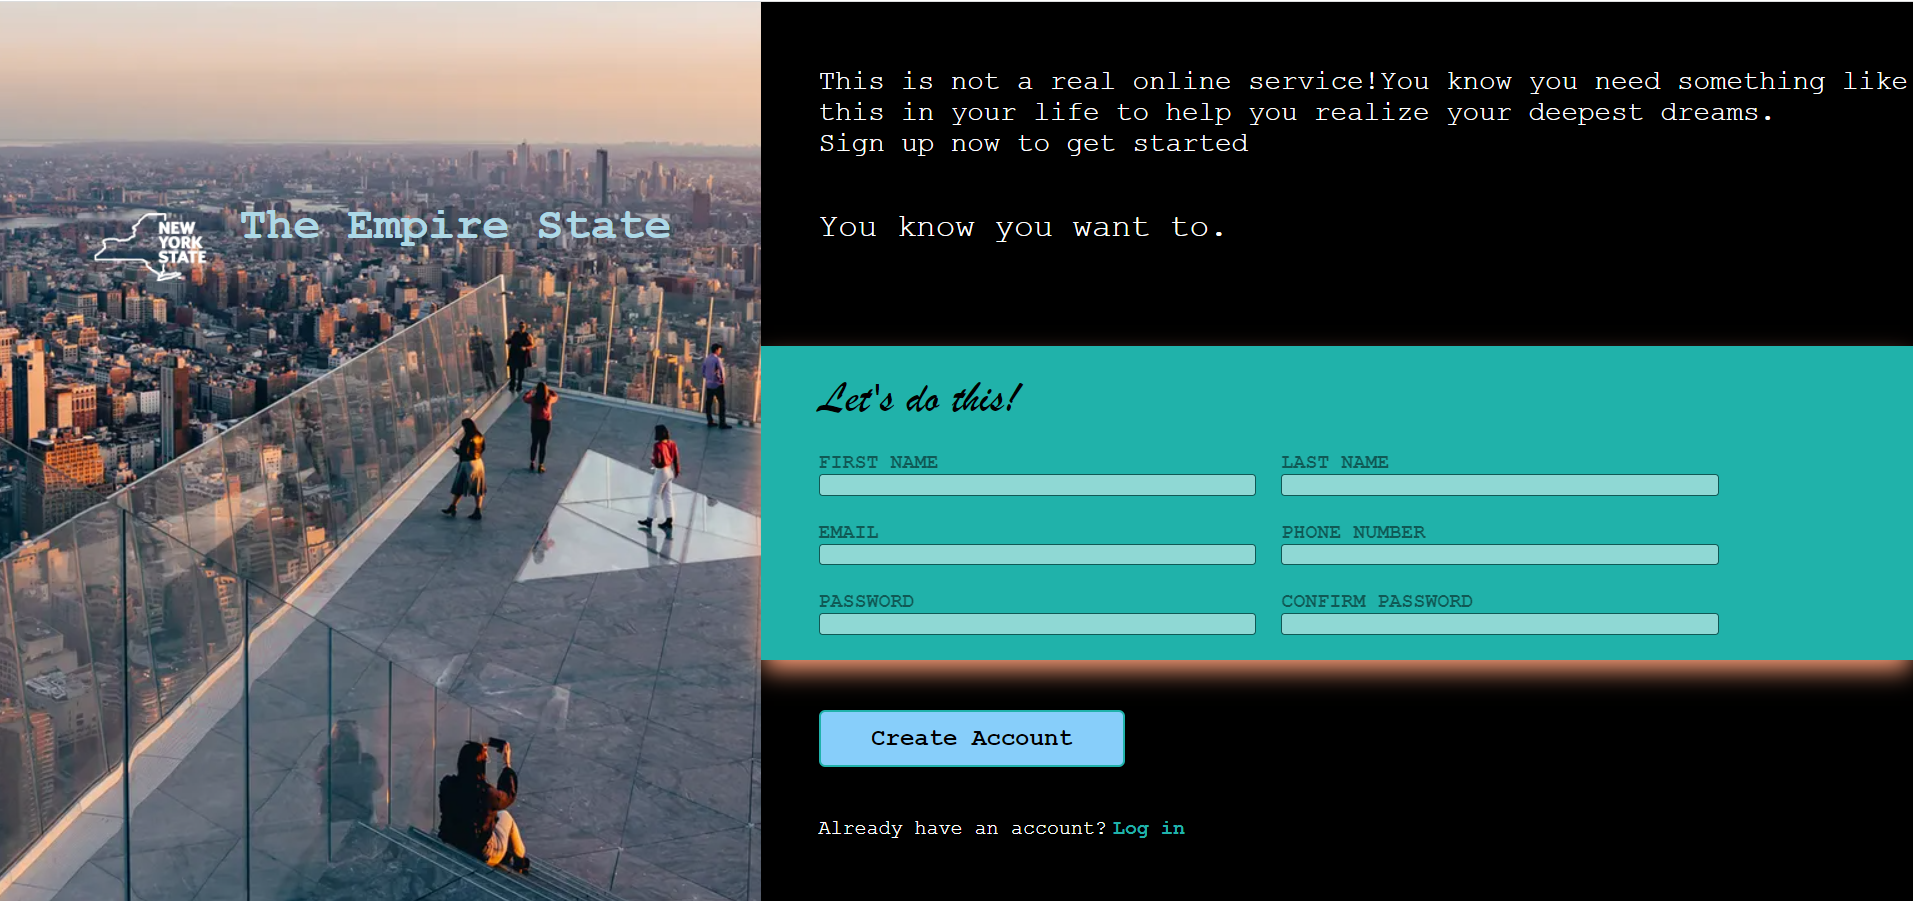 NEW
YORK
STATE
The Empire State
This is not a real online service!You know you need something like
this in your life to help you realize your deepest dreams.
Sign up now to get started
You know you want to.
Let's do this!
FIRST NAME
LAST NAME
EMAIL
PHONE NUMBER
PASSWORD
CONFIRM PASSWORD
Create Account
Already have an account? Log in